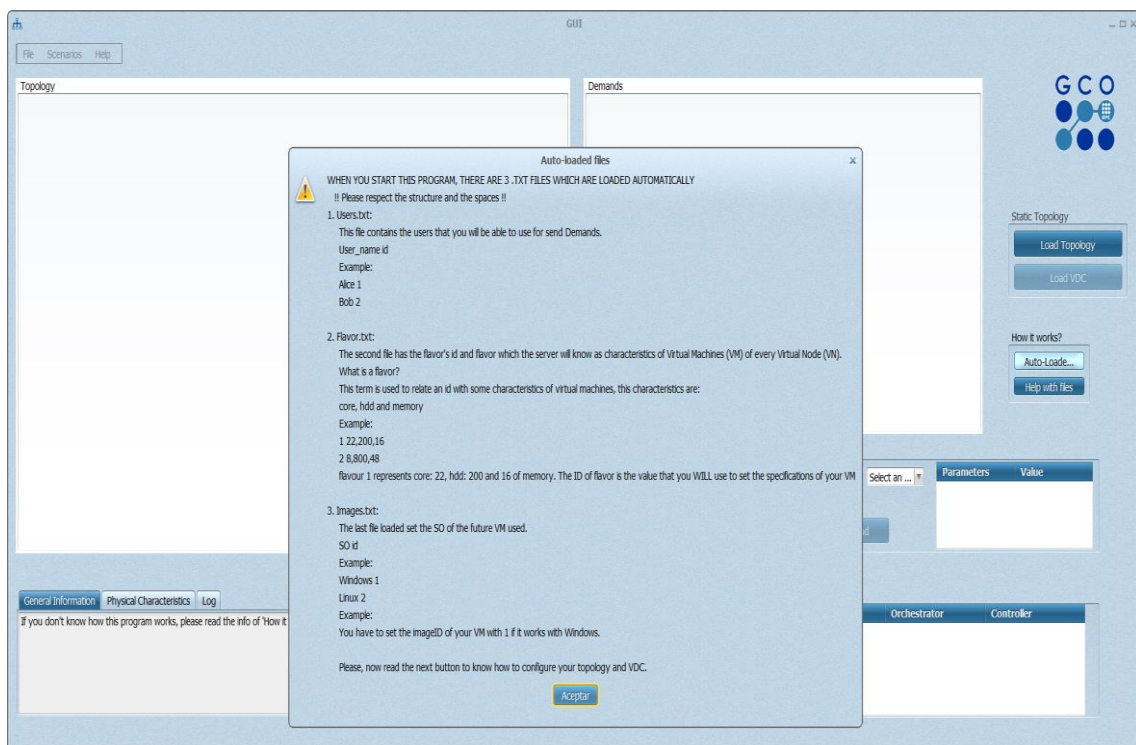 GUI
File Scenarios Help
Topology
Demands
G C O
Auto-loaded files
WHEN YOU START THIS PROGRAM, THERE ARE 3 .TXT FILES WHICH ARE LOADED AUTOMATICALLY
!! Please respect the structure and the spaces !!
1. Users.txt:
This file contains the users that you will be able to use for send Demands.
User_name id
Example:
Alice 1
Bob 2
2. Flavor.txt:
The second file has the flavor's id and flavor which the server will know as characteristics of Virtual Machines (VM) of every Virtual Node (VN).
What is a flavor?
This term is used to relate an id with some characteristics of virtual machines, this characteristics are:
core, hdd and memory
Example:
1 22,200,16
2 8,800,48
flavour 1 represents core: 22, hdd: 200 and 16 of memory. The ID of flavor is the value that you WILL use to set the specifications of your VM
3. Images.txt:
The last file loaded set the SO of the future VM used.
SO id
Example:
Windows 1
Linux 2
Example:
You have to set the imageID of your VM with 1 if it works with Windows.
Please, now read the next button to know how to configure your topology and VDC.
Aceptar
Static Topology
Load Topology
Load VDC
How it works?
Auto-Loade...
Help with files
Select an ...
Parameters Value
General Information Physical Characteristics Log
If you don't know how this program works, please read the info of 'How it
Orchestrator Controller